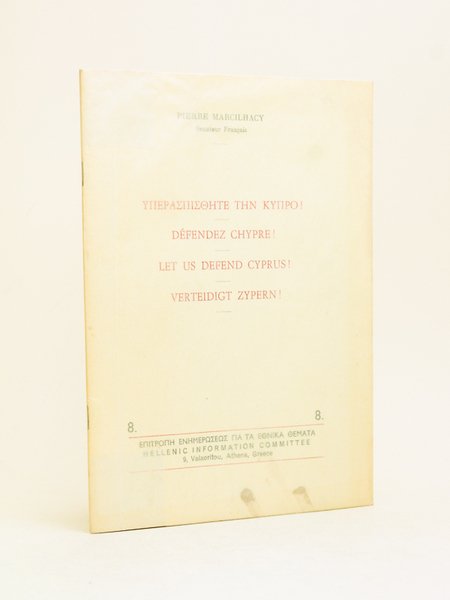 PIERRE MARCILHACY
Senateur Français
ΥΠΕΡΑΣΠΙΣΘΗΤΕ ΤΗΝ ΚΥΠΡΟ!
DÉFENDEZ CHYPRE!
LET US DEFEND CYPRUS!
VERTEIDIGT ZYPERN!
8. 8.
ΕΠΙΤΡΟΠΗ ΕΝΗΜΕΡΩΣΕΩΣ ΓΙΑ ΤΑ ΕΘΝΙΚΑ ΘΕΜΑΤΑ
HELLENIC INFORMATION COMMITTEE
9, Valaoritou, Athens, Greece